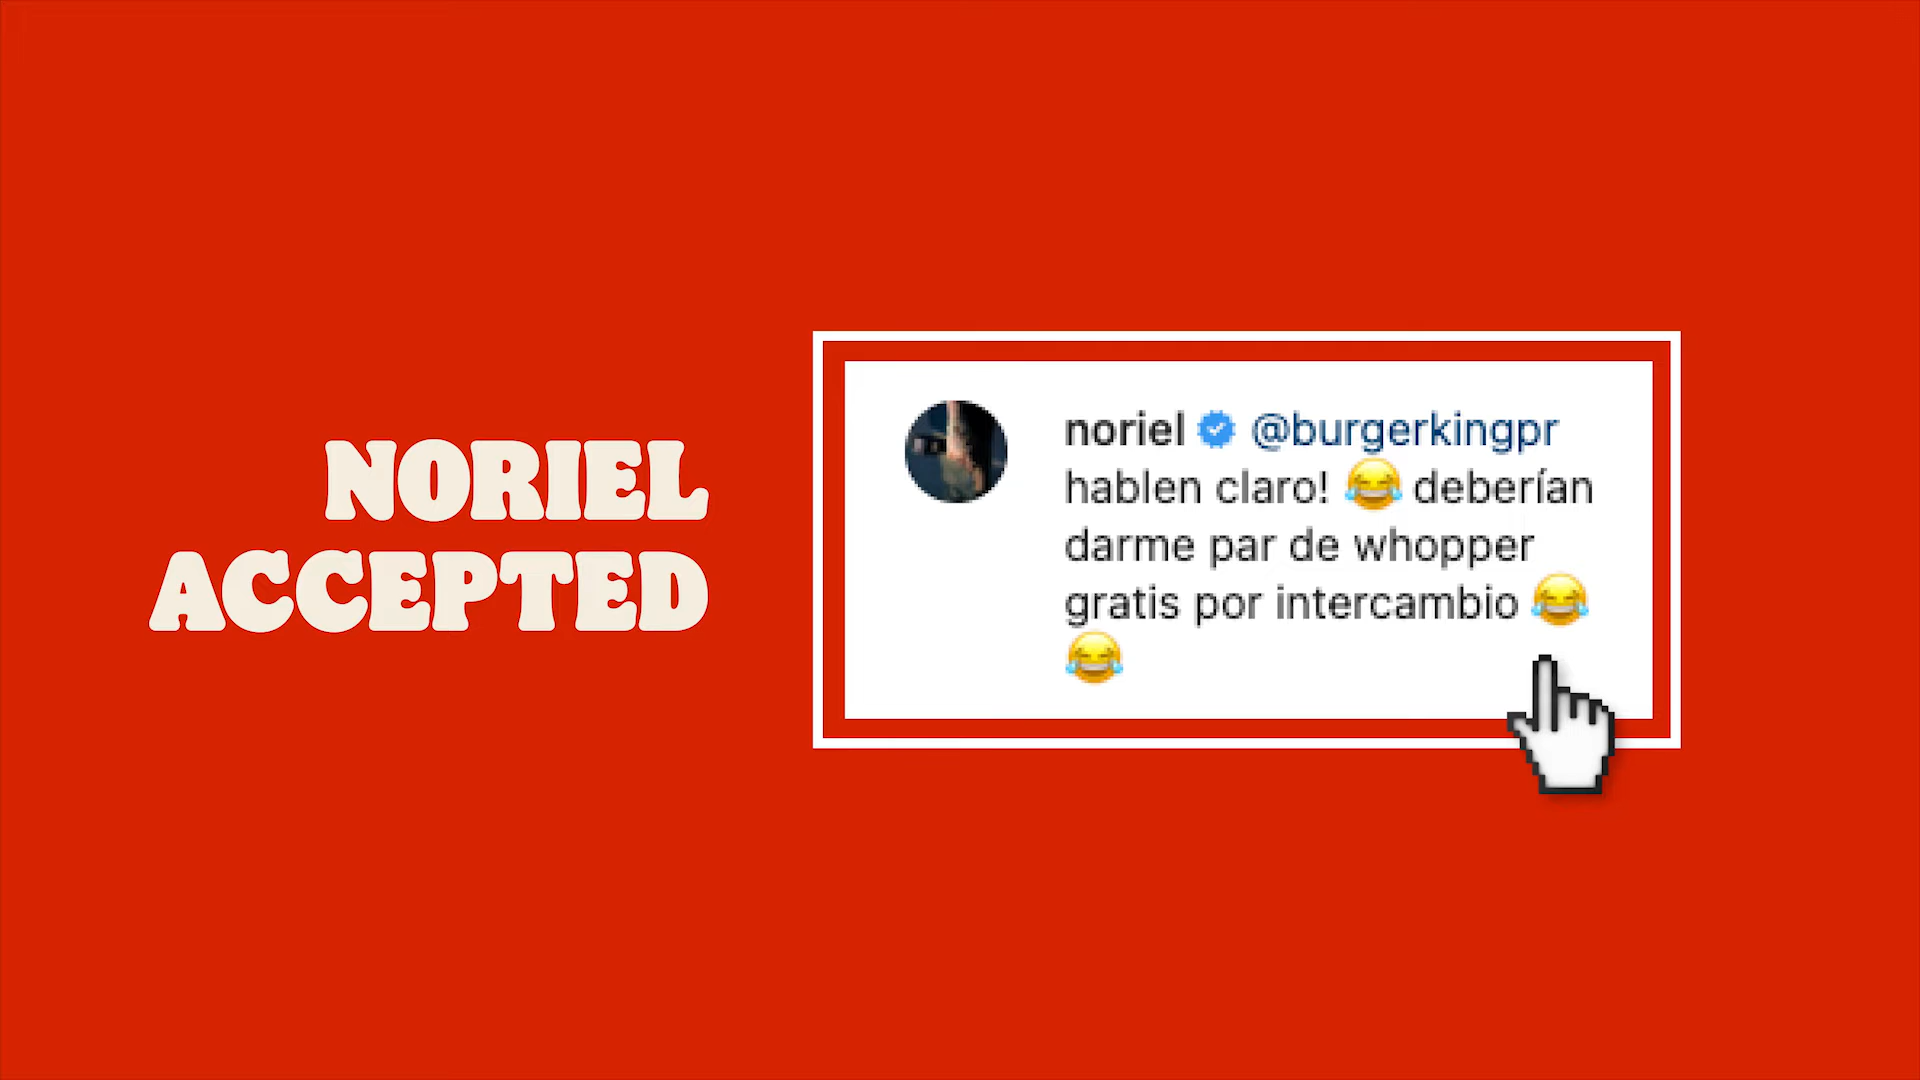 NORIEL
ACCEPTED
noriel @burgerkingpr
hablen claro! 😂 deberían
darme par de whopper
gratis por intercambio 😂
😂